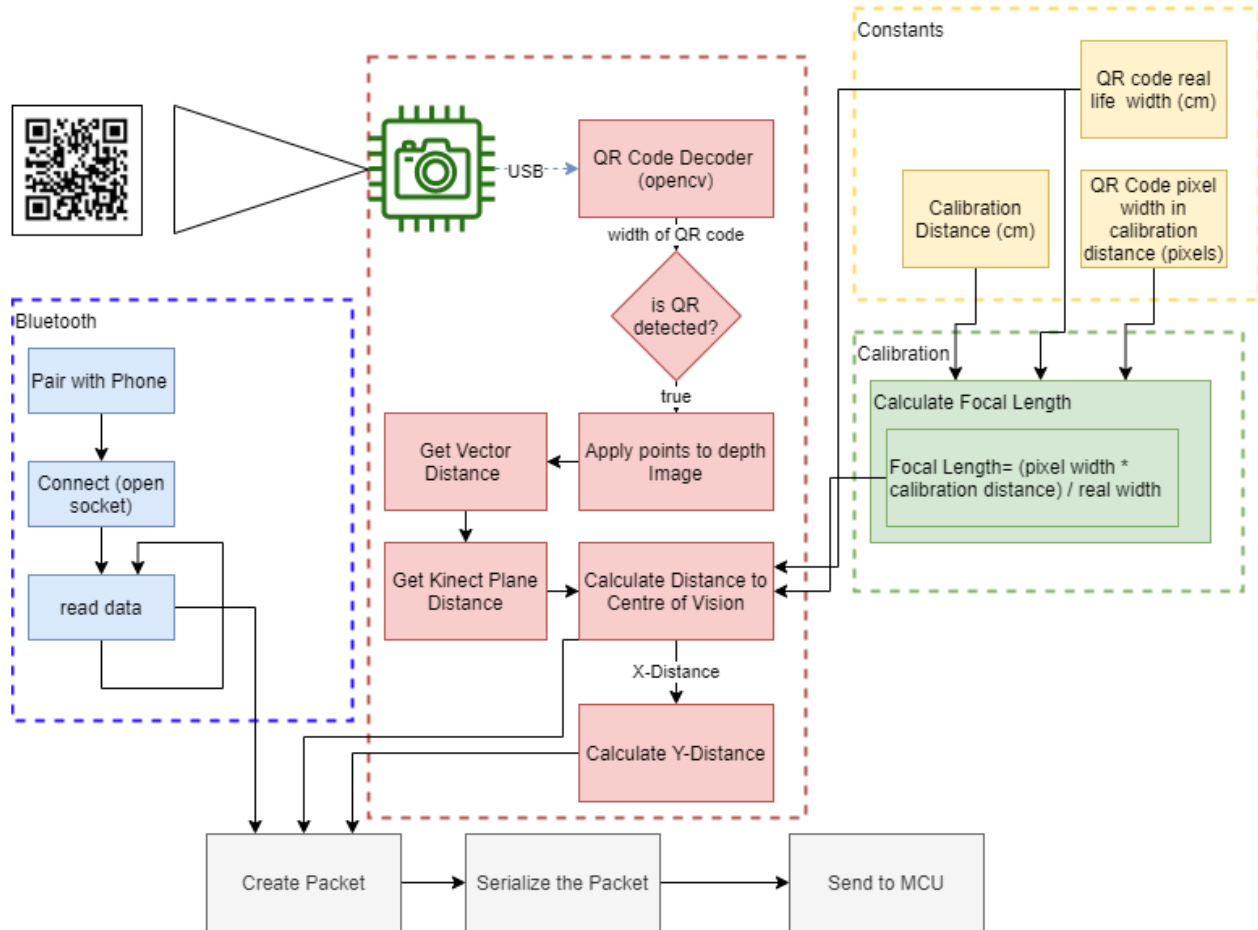 Constants
QR code real
life width (cm)
QR Code Decoder
(opencv)
USB
Calibration
Distance (cm)
QR Code pixel
width in
calibration
distance (pixels)
width of QR code
is QR
detected?
true
Bluetooth
Pair with Phone
Connect (open
socket)
read data
Get Vector
Distance
Apply points to depth
Image
Get Kinect Plane
Distance
Calculate Distance to
Centre of Vision
X-Distance
Calculate Y-Distance
Calibration
Calculate Focal Length
Focal Length= (pixel width *
calibration distance) / real width
Create Packet
Serialize the Packet
Send to MCU